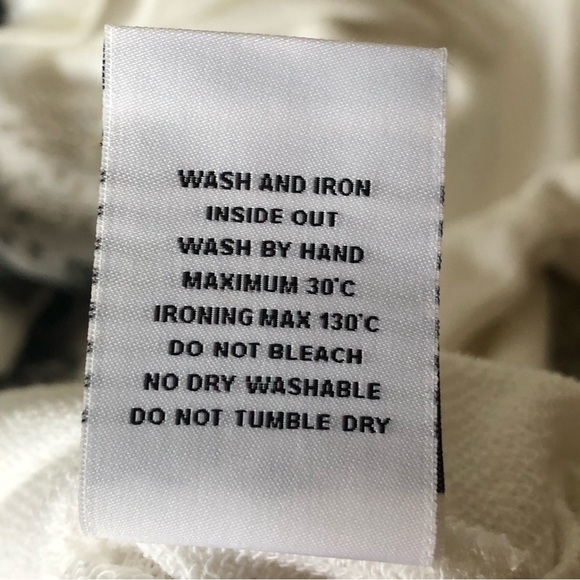 WASH AND IRON
INSIDE OUT
WASH BY HAND
MAXIMUM 30°C
IRONING MAX 130°C
DO NOT BLEACH
NO DRY WASHABLE
DO NOT TUMBLE DRY